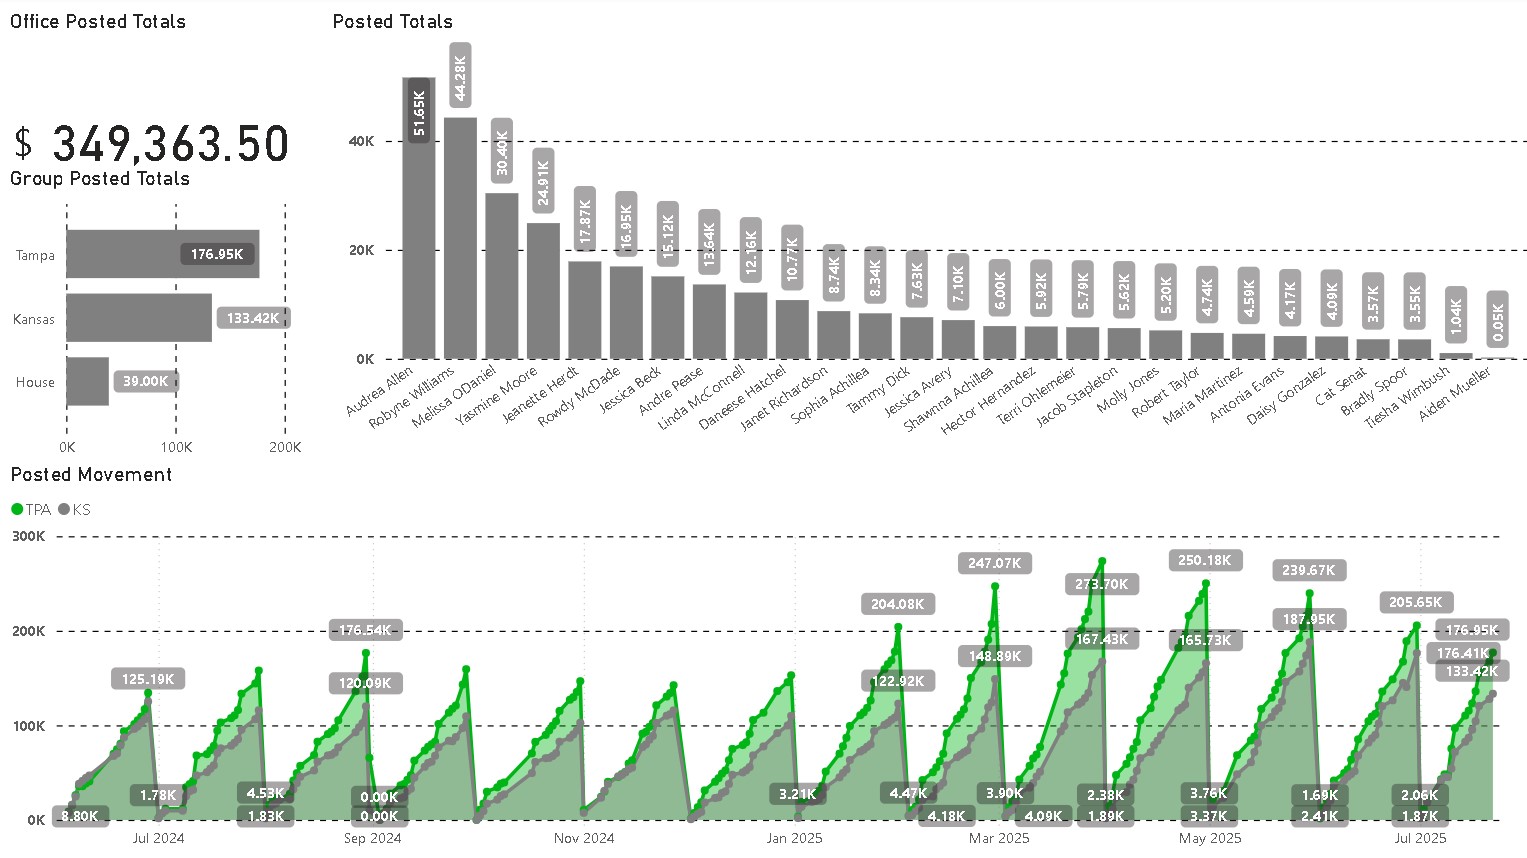 Office Posted Totals
$ 349,363.50
Group Posted Totals
Tampa 176.95K
Kansas 133.42K
House 39.00K
0K 100K 200K
Posted Totals
40K
20K
0K
51.65K 44.28K 30.40K 24.91K 17.87K 16.95K 15.12K 13.64K 12.16K 10.77K 8.74K 8.34K 7.63K 7.10K 6.00K 5.92K 5.79K 5.62K 5.20K 4.74K 4.59K 4.17K 4.09K 3.57K 3.55K 1.04K 0.05K
Audrea Allen
Robyne Williams
Melissa ODaniel
Yasmine Moore
Jeanette Herdt
Rowdy McDade
Jessica Beck
Andre Pease
Linda McConnell
Daneese Hatchel
Janet Richardson
Sophia Achillea
Tammy Dick
Jessica Avery
Shawnna Achillea
Hector Hernandez
Terri Ohlemeier
Jacob Stapleton
Molly Jones
Robert Taylor
Maria Martinez
Antonia Evans
Daisy Gonzalez
Cat Senat
Bradly Spoor
Tiesha Wimbush
Aiden Mueller
Posted Movement
TPA KS
300K
200K
100K
0K
125.19K 176.54K 120.09K 204.08K 122.92K 247.07K 148.89K 273.70K 167.43K 250.18K 165.73K 239.67K 187.95K 205.65K 176.95K 176.41K 133.42K
8.80K 1.78K 4.53K 1.83K 0.00K 0.00K 3.21K 4.47K 4.18K 3.90K 4.09K 2.38K 1.89K 3.76K 3.37K 1.69K 2.41K 2.06K 1.87K
Jul 2024 Sep 2024 Nov 2024 Jan 2025 Mar 2025 May 2025 Jul 2025